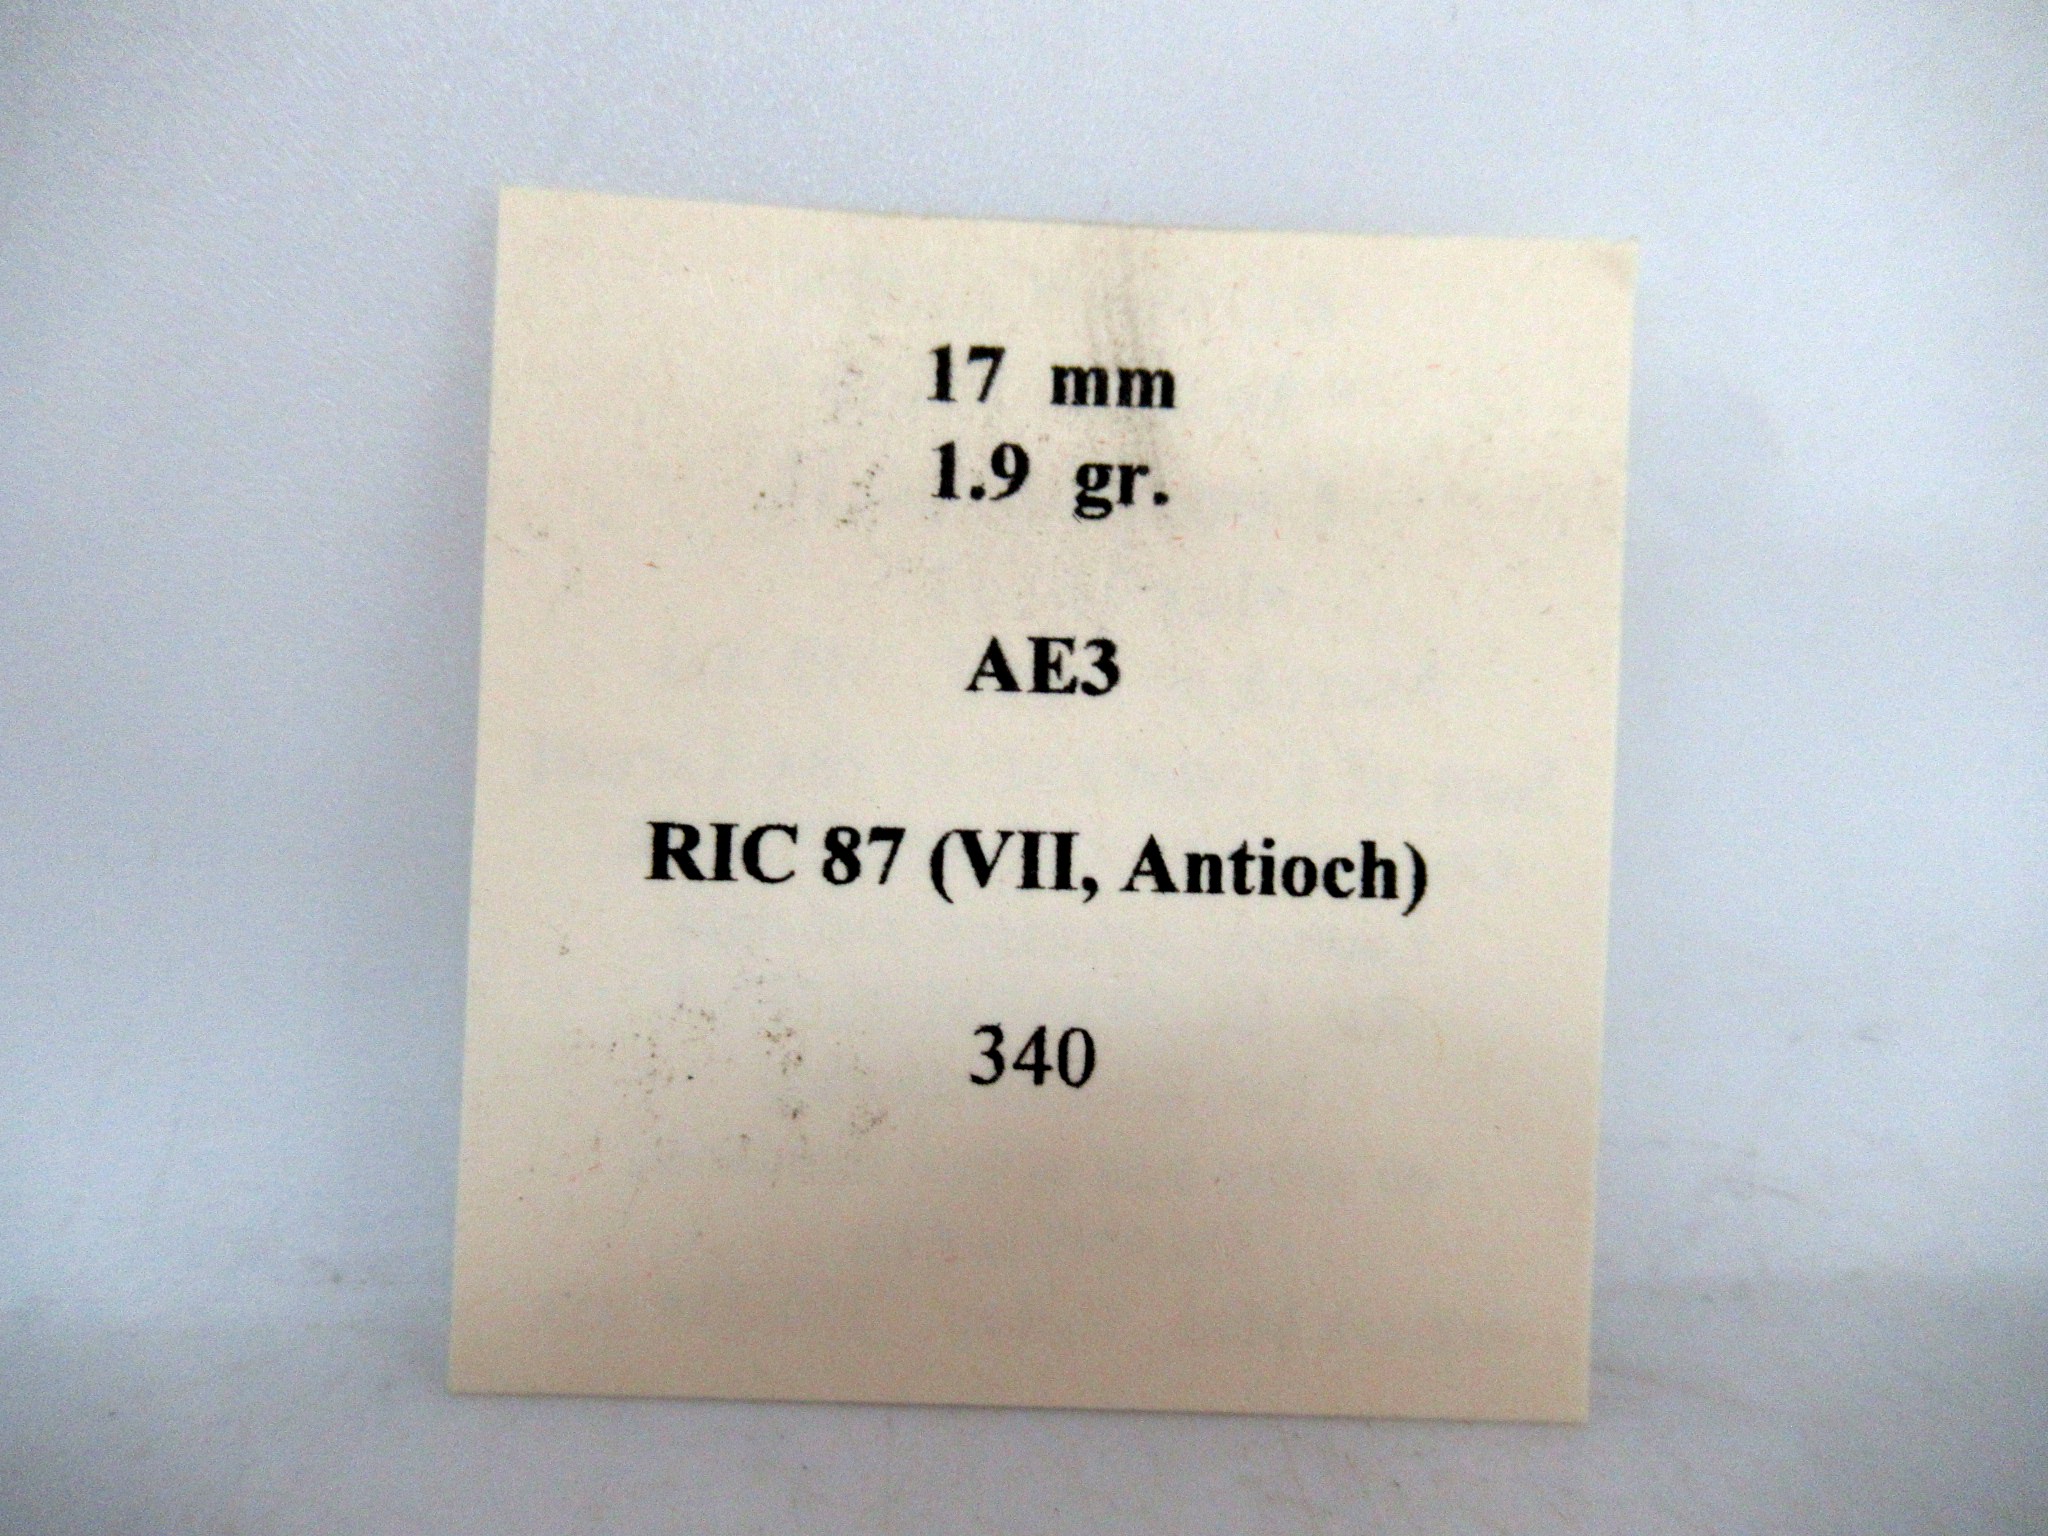 17 mm
1.9 gr.
AE3
RIC 87 (VII, Antioch)
340